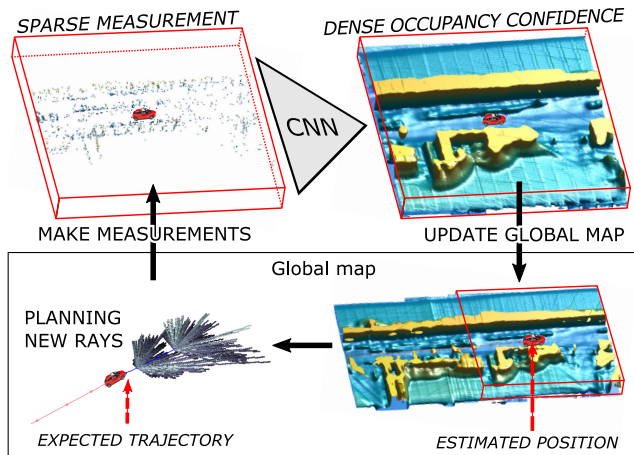 SPARSE MEASUREMENT
DENSE OCCUPANCY CONFIDENCE
CNN
MAKE MEASUREMENTS
UPDATE GLOBAL MAP
Global map
PLANNING
NEW RAYS
EXPECTED TRAJECTORY
ESTIMATED POSITION